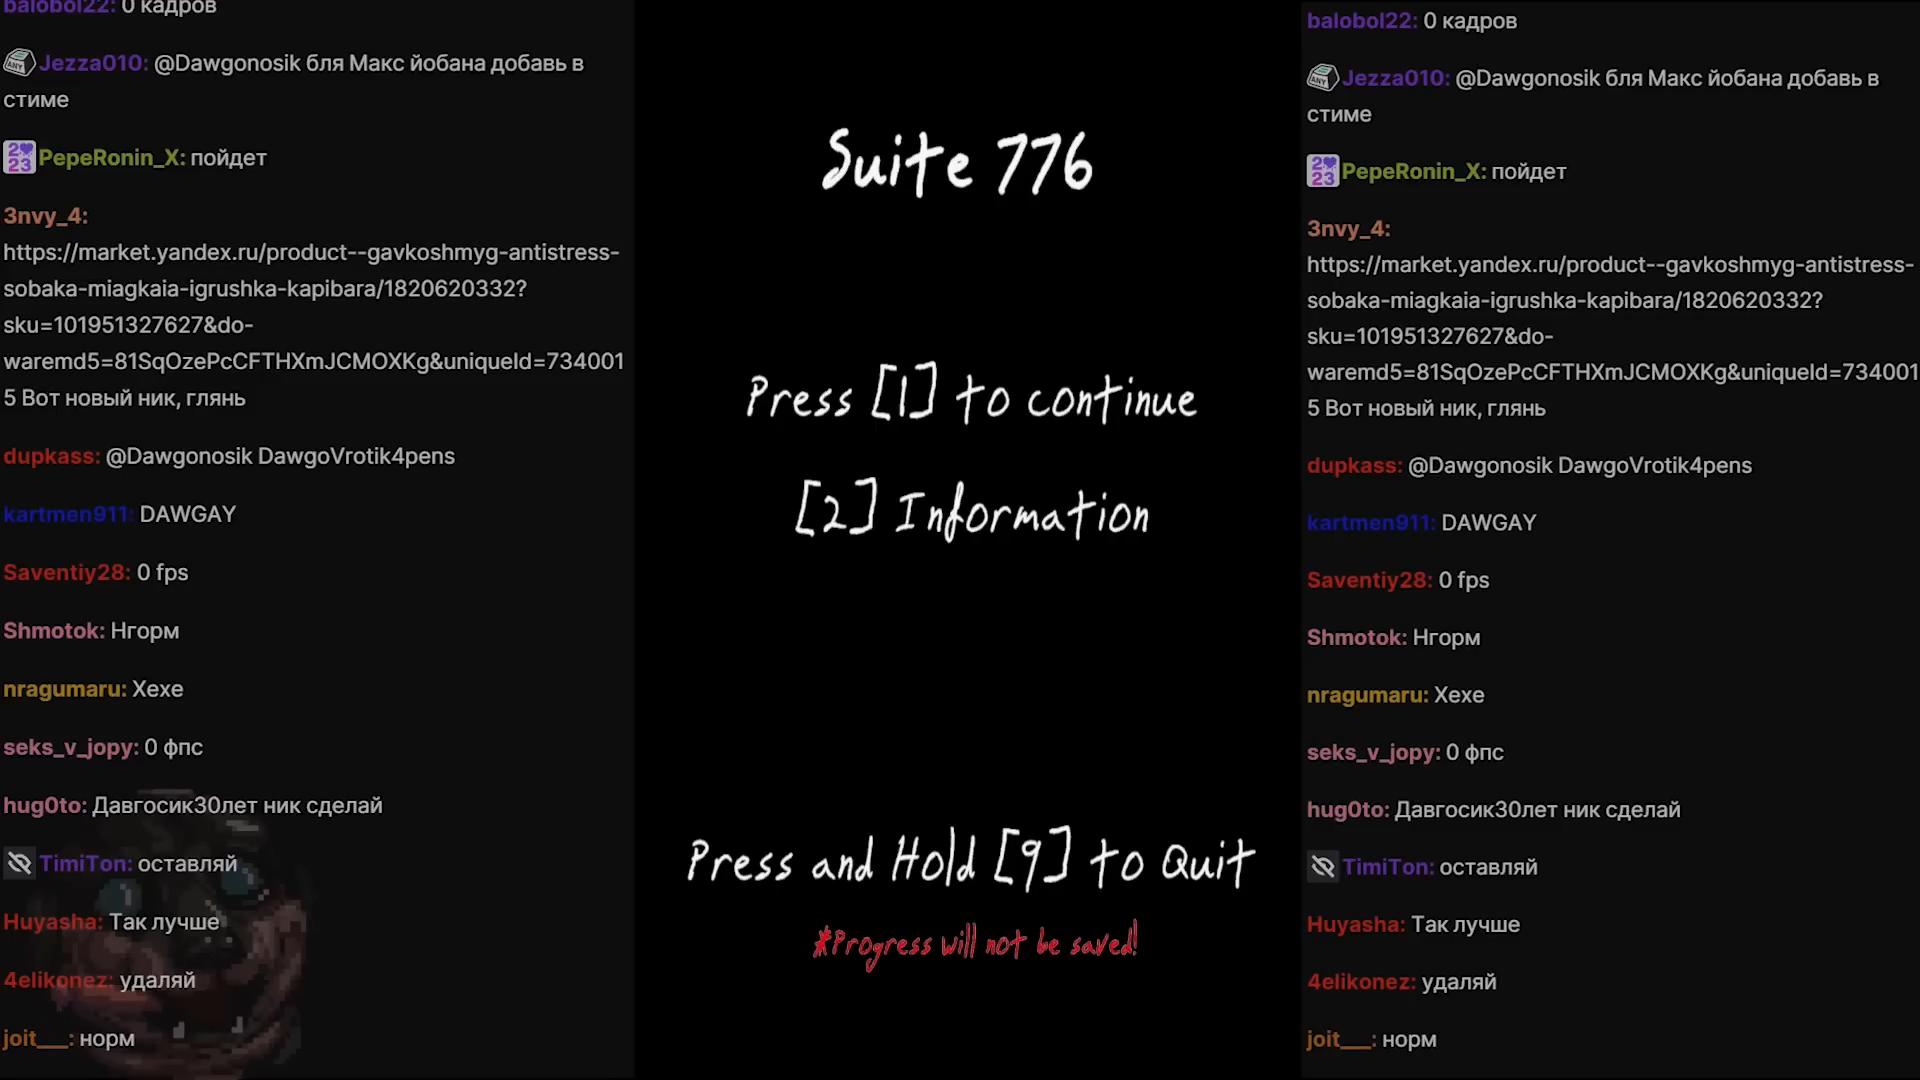 balobol22: 0 кадров
Jezza010: @Dawgonosik бля Макс йобана добавь в
стиме
PepeRonin_X: пойдет
3nvy_4:
https://market.yandex.ru/product--gavkoshmyg-antistress-
sobaka-miagkaia-igrushka-kapibara/1820620332?
sku=101951327627&do-
waremd5=81SqOzePcCFTHXmJCMOXKg&uniqueId=734001
5 Вот новый ник, глянь
dupkass: @Dawgonosik DawgoVrotik4pens
kartmen911: DAWGAY
Saventiy28: 0 fps
Shmotok: Нгорм
nragumaru: Хехе
seks_v_jopy: 0 фпс
hug0to: Давгосик30лет ник сделай
TimiTon: оставляй
Huyasha: Так лучше
4elikonez: удаляй
joit___: норм
Suite 776
Press [1] to continue
[2] Information
Press and Hold [9] to Quit
*Progress will not be saved!
balobol22: 0 кадров
Jezza010: @Dawgonosik бля Макс йобана добавь в
стиме
PepeRonin_X: пойдет
3nvy_4:
https://market.yandex.ru/product--gavkoshmyg-antistress-
sobaka-miagkaia-igrushka-kapibara/1820620332?
sku=101951327627&do-
waremd5=81SqOzePcCFTHXmJCMOXKg&uniqueId=734001
5 Вот новый ник, глянь
dupkass: @Dawgonosik DawgoVrotik4pens
kartmen911: DAWGAY
Saventiy28: 0 fps
Shmotok: Нгорм
nragumaru: Хехе
seks_v_jopy: 0 фпс
hug0to: Давгосик30лет ник сделай
TimiTon: оставляй
Huyasha: Так лучше
4elikonez: удаляй
joit___: норм